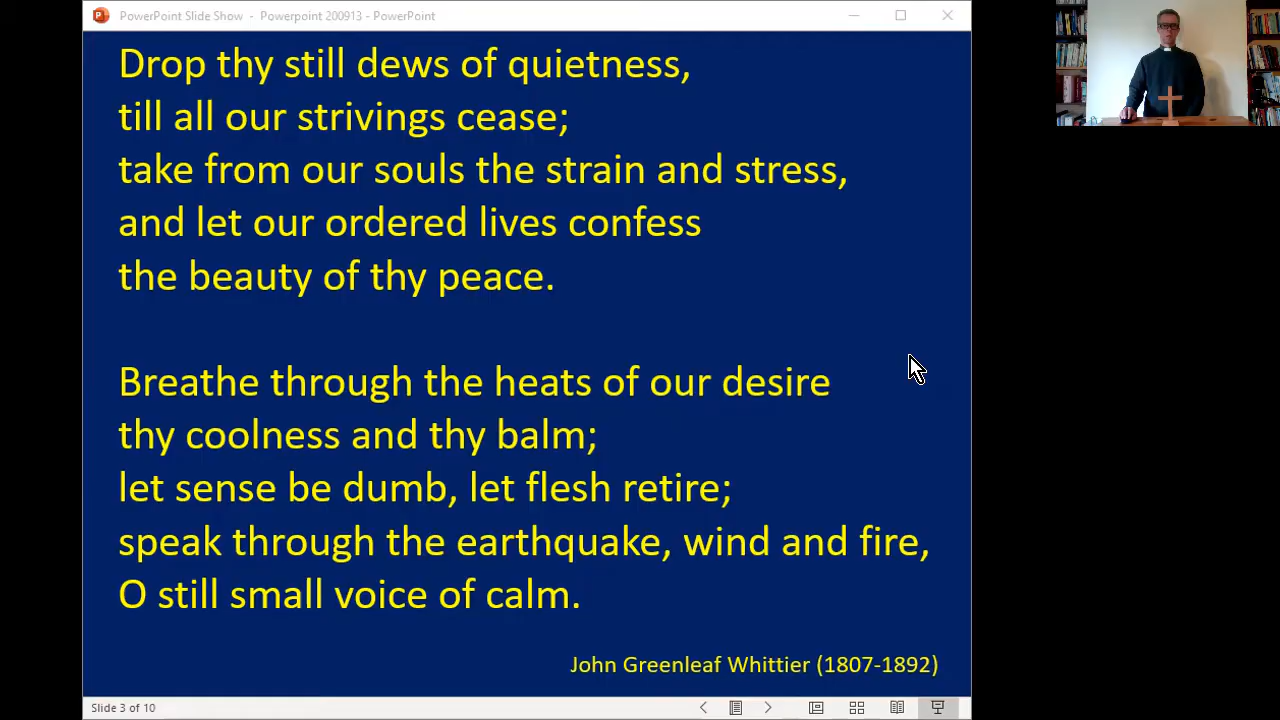 PowerPoint Slide Show - Powerpoint 200913 - PowerPoint
Drop thy still dews of quietness,
till all our strivings cease;
take from our souls the strain and stress,
and let our ordered lives confess
the beauty of thy peace.
Breathe through the heats of our desire
thy coolness and thy balm;
let sense be dumb, let flesh retire;
speak through the earthquake, wind and fire,
O still small voice of calm.
John Greenleaf Whittier (1807-1892)
Slide 3 of 10